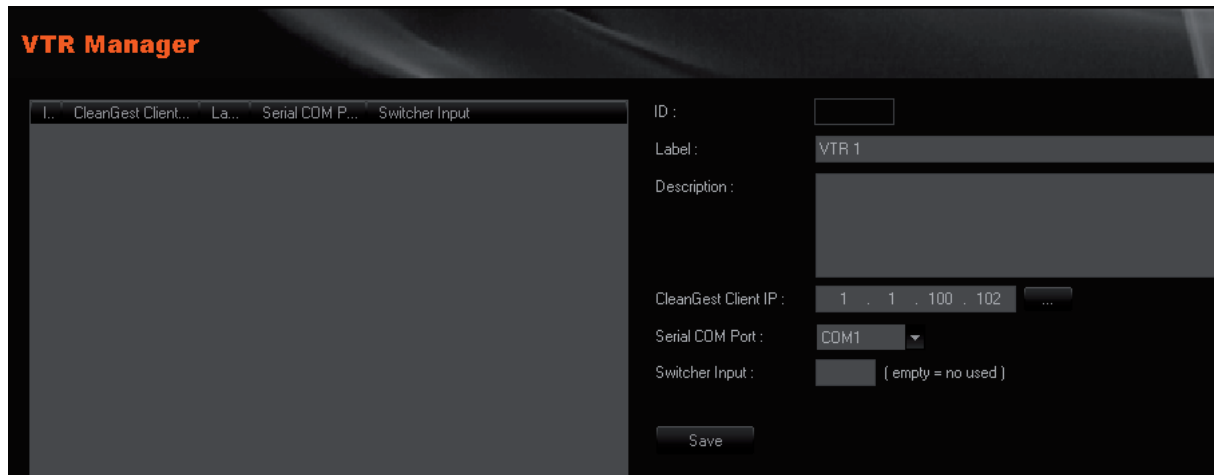 VTR Manager
I.. CleanGest Client... La... Serial COM P... Switcher Input
ID :
Label : VTR 1
Description :
CleanGest Client IP : 1 . 1 . 100 . 102 ...
Serial COM Port : COM1
Switcher Input : ( empty = no used )
Save